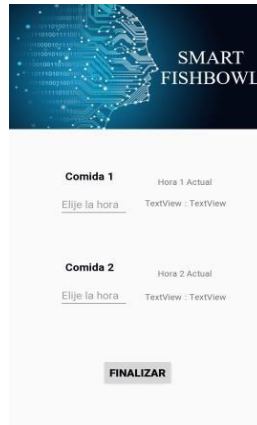 SMART
FISHBOWL
Comida 1
Hora 1 Actual
Elije la hora
TextView : TextView
Comida 2
Hora 2 Actual
Elije la hora
TextView : TextView
FINALIZAR